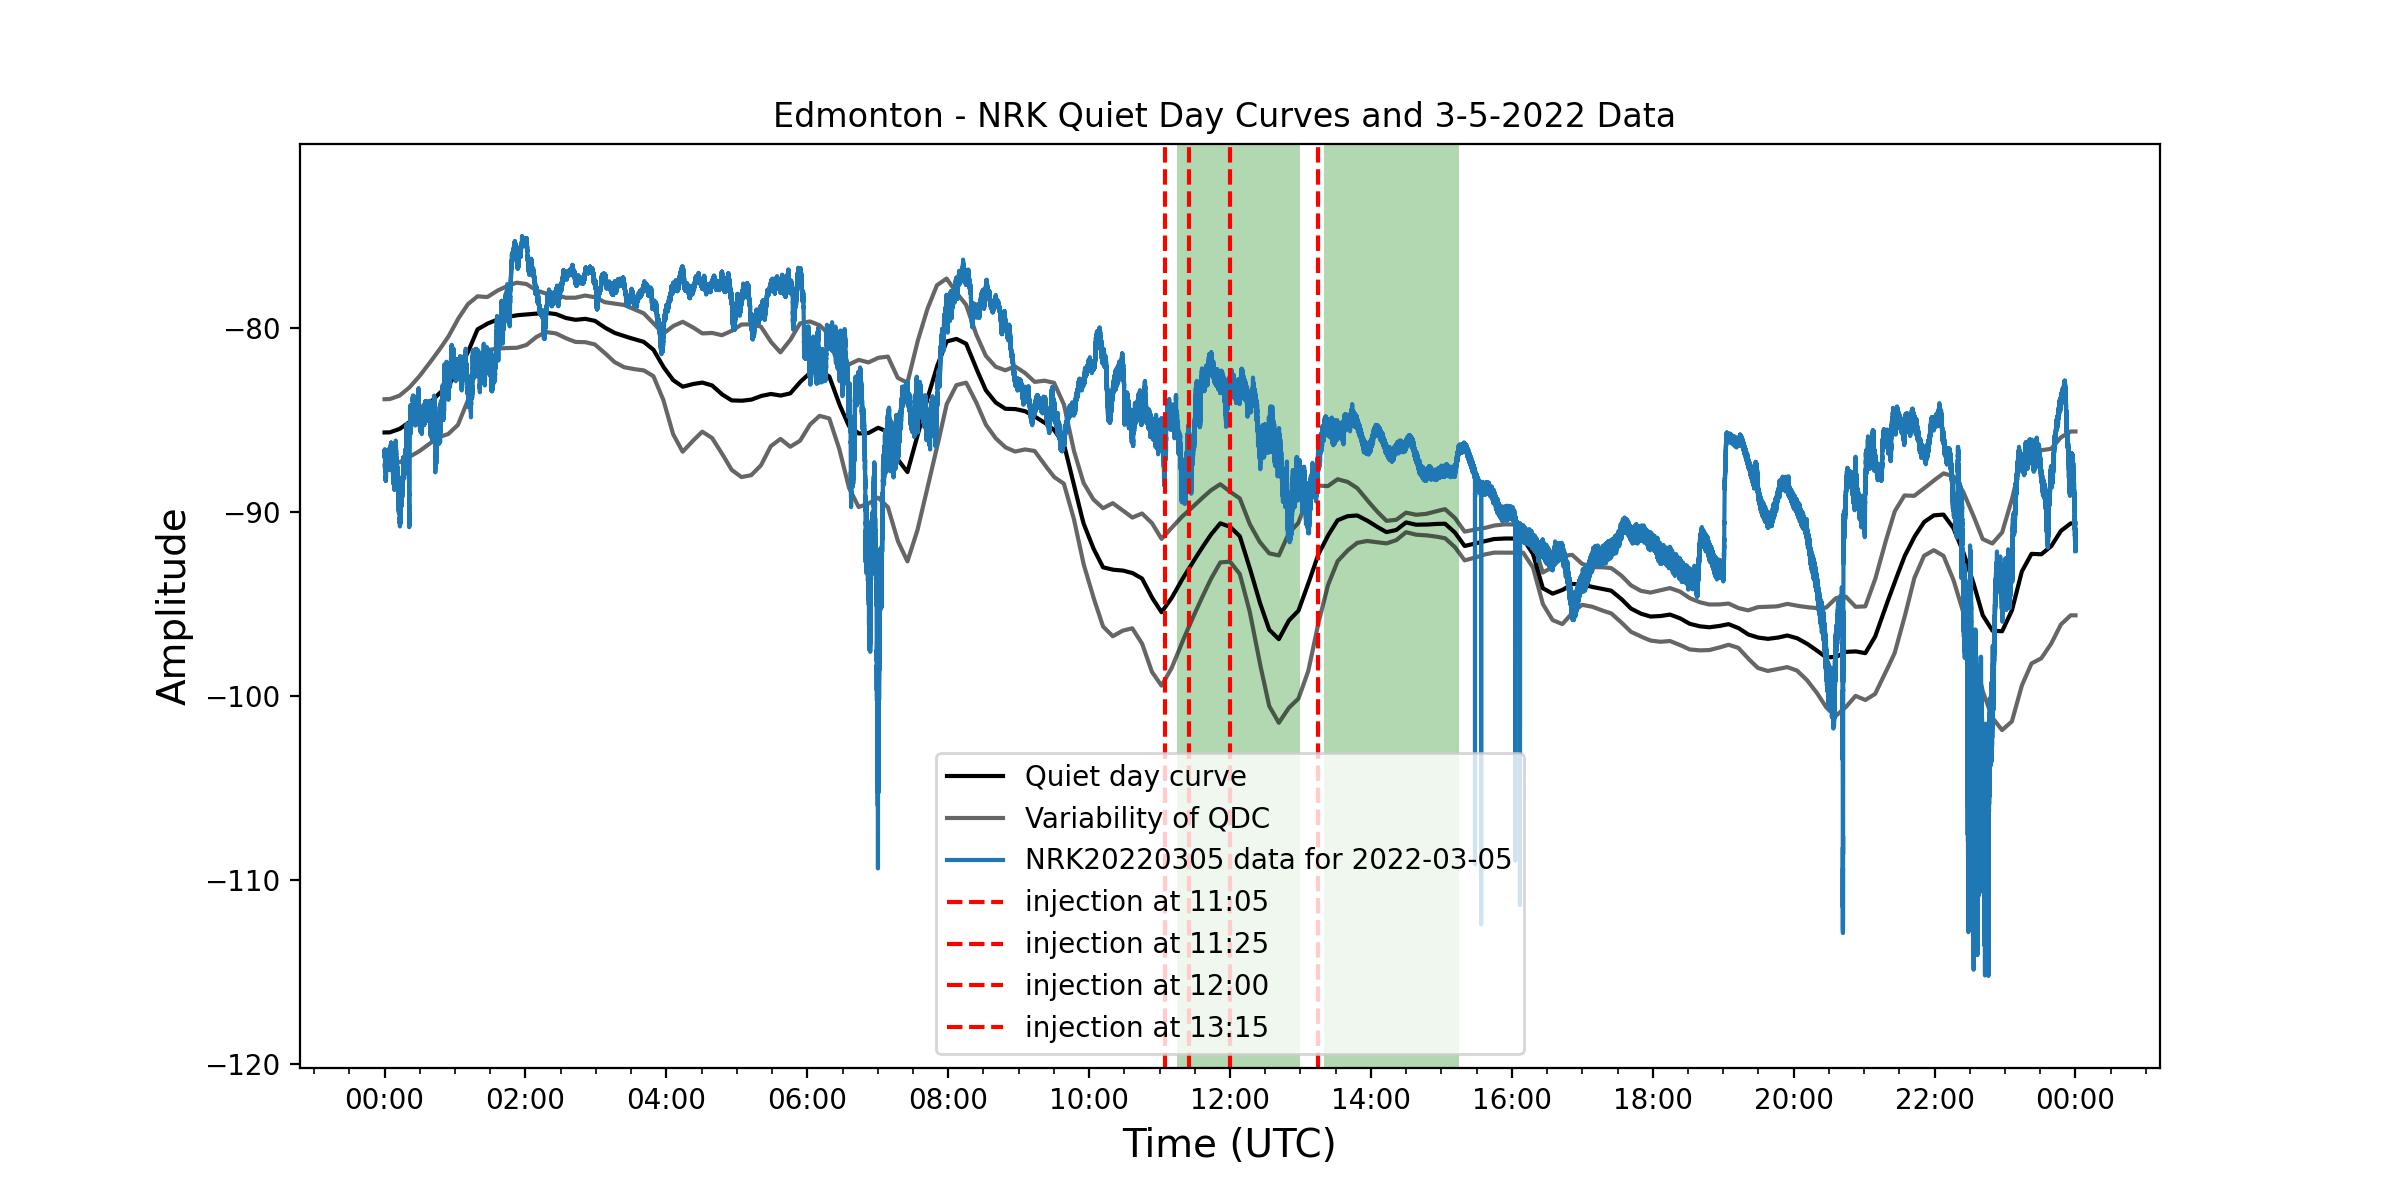 Edmonton - NRK Quiet Day Curves and 3-5-2022 Data
Amplitude
−80
−90
−100
−110
−120
Quiet day curve
Variability of QDC
NRK20220305 data for 2022-03-05
injection at 11:05
injection at 11:25
injection at 12:00
injection at 13:15
00:00 02:00 04:00 06:00 08:00 10:00 12:00 14:00 16:00 18:00 20:00 22:00 00:00
Time (UTC)